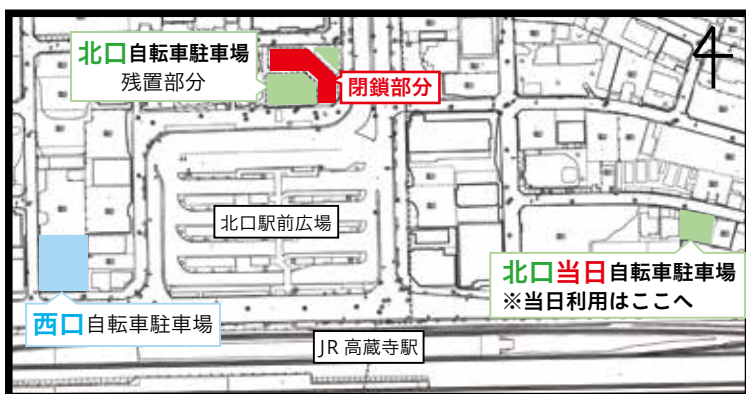 北口自転車駐車場
残置部分
閉鎖部分
北口駅前広場
北口当日自転車駐車場
※当日利用はここへ
西口自転車駐車場
JR 高蔵寺駅